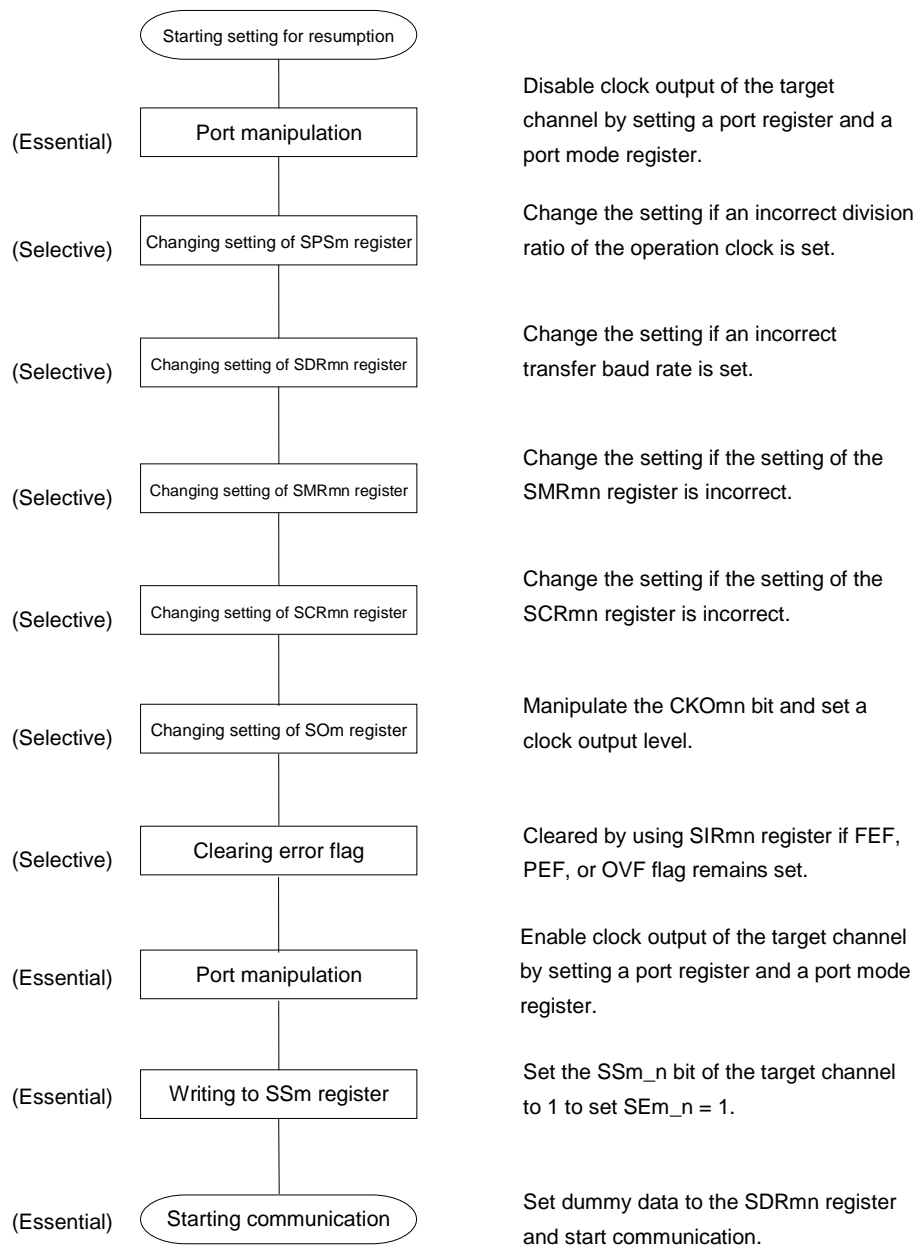 Starting setting for resumption
(Essential)
Port manipulation
Disable clock output of the target
channel by setting a port register and a
port mode register.
(Selective)
Changing setting of SPSm register
Change the setting if an incorrect division
ratio of the operation clock is set.
(Selective)
Changing setting of SDRmn register
Change the setting if an incorrect
transfer baud rate is set.
(Selective)
Changing setting of SMRmn register
Change the setting if the setting of the
SMRmn register is incorrect.
(Selective)
Changing setting of SCRmn register
Change the setting if the setting of the
SCRmn register is incorrect.
(Selective)
Changing setting of SOm register
Manipulate the CKOmn bit and set a
clock output level.
(Selective)
Clearing error flag
Cleared by using SIRmn register if FEF,
PEF, or OVF flag remains set.
(Essential)
Port manipulation
Enable clock output of the target channel
by setting a port register and a port mode
register.
(Essential)
Writing to SSm register
Set the SSm_n bit of the target channel
to 1 to set SEm_n = 1.
(Essential)
Starting communication
Set dummy data to the SDRmn register
and start communication.